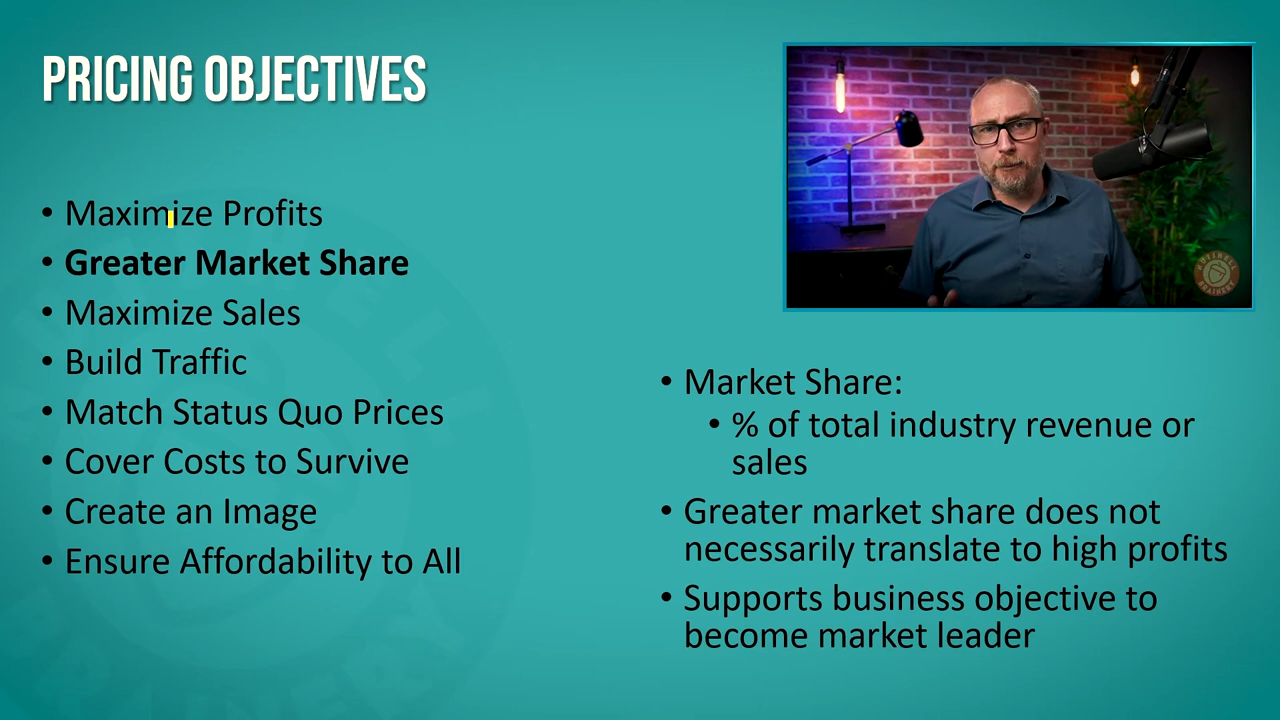 PRICING OBJECTIVES
• Maximize Profits
• Greater Market Share
• Maximize Sales
• Build Traffic
• Match Status Quo Prices
• Cover Costs to Survive
• Create an Image
• Ensure Affordability to All
• Market Share:
• % of total industry revenue or
sales
• Greater market share does not
necessarily translate to high profits
• Supports business objective to
become market leader